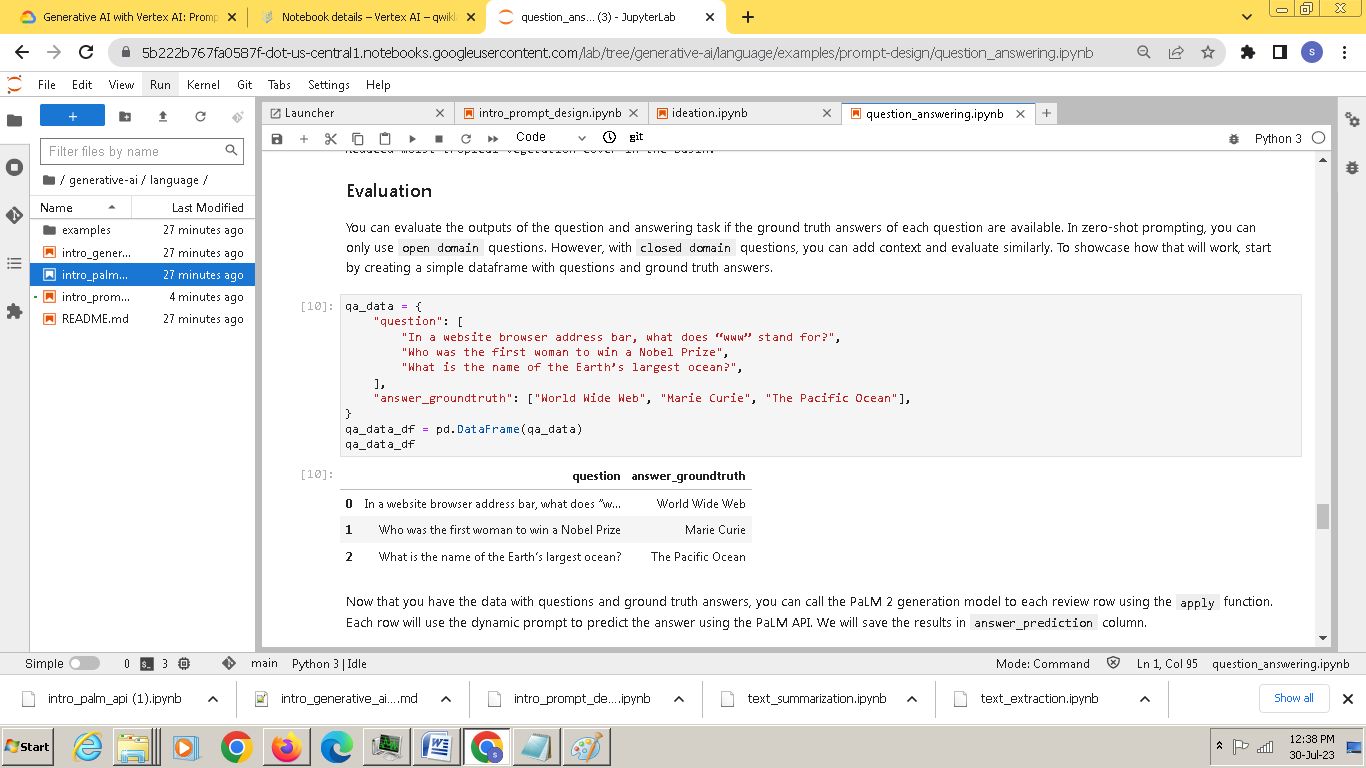 Generative AI with Vertex AI: Promp
Notebook details – Vertex AI – qwikl
question_ans... (3) - JupyterLab
5b222b767fa0587f-dot-us-central1.notebooks.googleusercontent.com/lab/tree/generative-ai/language/examples/prompt-design/question_answering.ipynb
S
File Edit View Run Kernel Git Tabs Settings Help
Launcher
intro_prompt_design.ipynb
ideation.ipynb
question_answering.ipynb
Code
git
Python 3
Filter files by name
/ generative-ai / language /
Name Last Modified
examples 27 minutes ago
intro_gener... 27 minutes ago
intro_palm... 27 minutes ago
intro_prom... 4 minutes ago
README.md 27 minutes ago
Reduced moist tropical vegetation cover in the basin.
Evaluation
You can evaluate the outputs of the question and answering task if the ground truth answers of each question are available. In zero-shot prompting, you can
only use open domain questions. However, with closed domain questions, you can add context and evaluate similarly. To showcase how that will work, start
by creating a simple dataframe with questions and ground truth answers.
[10]: qa_data = {
"question": [
"In a website browser address bar, what does “www” stand for?",
"Who was the first woman to win a Nobel Prize",
"What is the name of the Earth’s largest ocean?",
],
"answer_groundtruth": ["World Wide Web", "Marie Curie", "The Pacific Ocean"],
}
qa_data_df = pd.DataFrame(qa_data)
qa_data_df
[10]: question answer_groundtruth
0 In a website browser address bar, what does “w... World Wide Web
1 Who was the first woman to win a Nobel Prize Marie Curie
2 What is the name of the Earth’s largest ocean? The Pacific Ocean
Now that you have the data with questions and ground truth answers, you can call the PaLM 2 generation model to each review row using the apply function.
Each row will use the dynamic prompt to predict the answer using the PaLM API. We will save the results in answer_prediction column.
Simple 0 3 main Python 3 | Idle Mode: Command Ln 1, Col 95 question_answering.ipynb
intro_palm_api (1).ipynb
intro_generative_ai....md
intro_prompt_de....ipynb
text_summarization.ipynb
text_extraction.ipynb
Show all
Start
S
12:38 PM
30-Jul-23